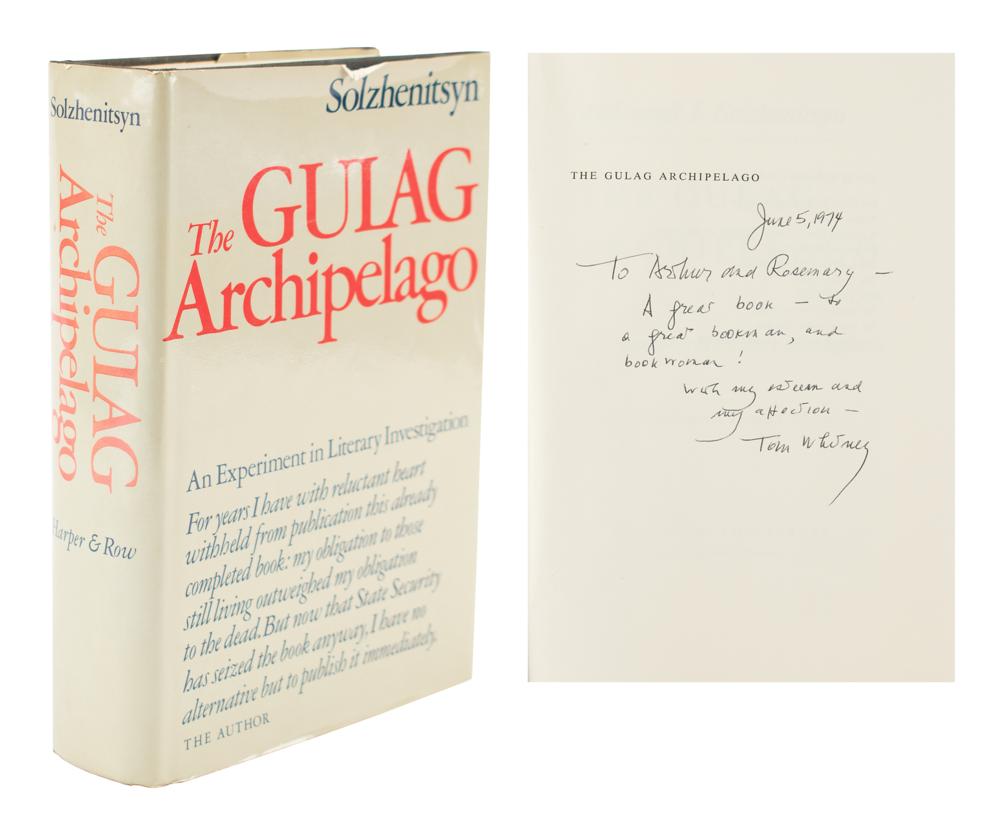 Solzhenitsyn
The GULAG
Archipelago
Harper & Row
Solzhenitsyn
The GULAG
Archipelago
An Experiment in Literary Investigation
For years I have with reluctant heart
withheld from publication this already
completed book: my obligation to those
still living outweighed my obligation
to the dead. But now that State Security
has seized the book anyway, I have no
alternative but to publish it immediately.
THE AUTHOR
THE GULAG ARCHIPELAGO
June 5, 1974
To Arthur and Rosemary —
A great book — to
a great bookman, and
bookwoman!
With my esteem and
my affection —
Tom Whitney